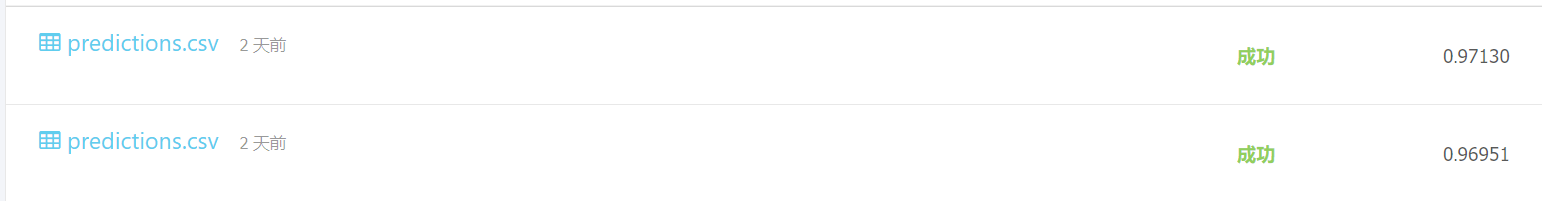 predictions.csv 2 天前 成功 0.97130
predictions.csv 2 天前 成功 0.96951